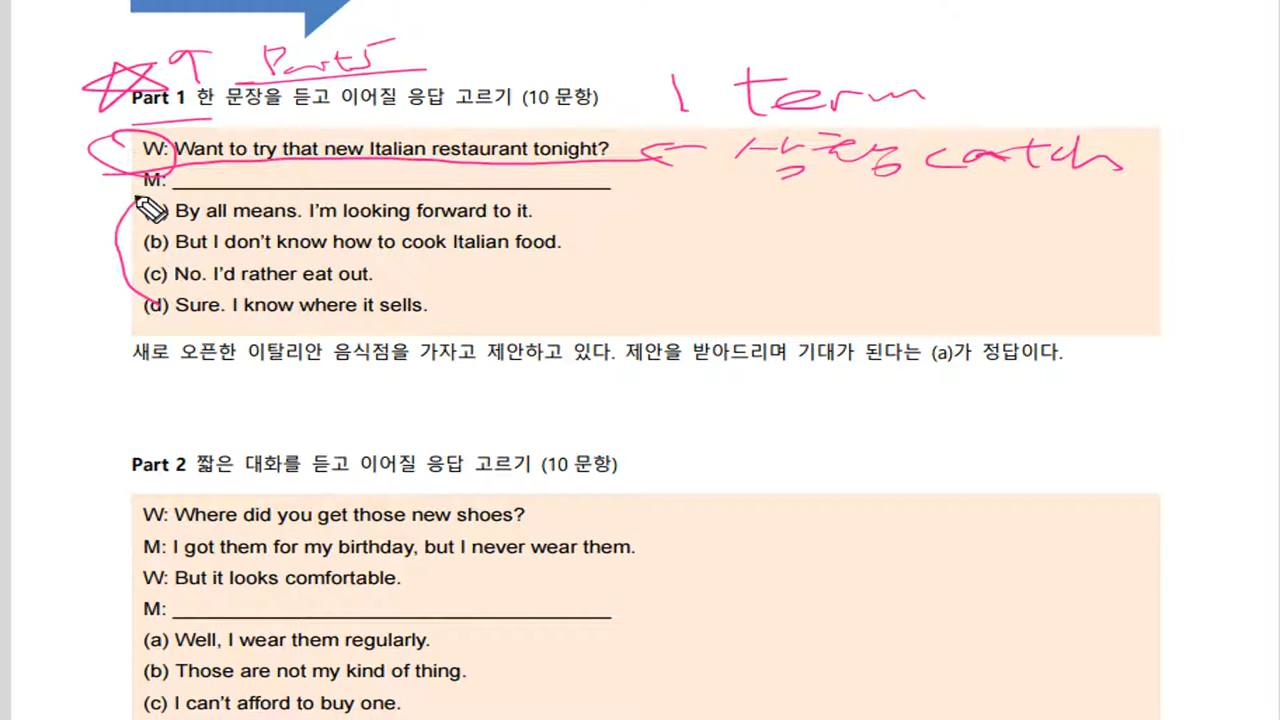 Part5
Part 1 한 문장을 듣고 이어질 응답 고르기 (10 문항)
1 term
W: Want to try that new Italian restaurant tonight?
← 상황 catch
M: ____________
By all means. I'm looking forward to it.
(b) But I don't know how to cook Italian food.
(c) No. I'd rather eat out.
(d) Sure. I know where it sells.
새로 오픈한 이탈리안 음식점을 가자고 제안하고 있다. 제안을 받아드리며 기대가 된다는 (a)가 정답이다.
Part 2 짧은 대화를 듣고 이어질 응답 고르기 (10 문항)
W: Where did you get those new shoes?
M: I got them for my birthday, but I never wear them.
W: But it looks comfortable.
M: ____________
(a) Well, I wear them regularly.
(b) Those are not my kind of thing.
(c) I can't afford to buy one.